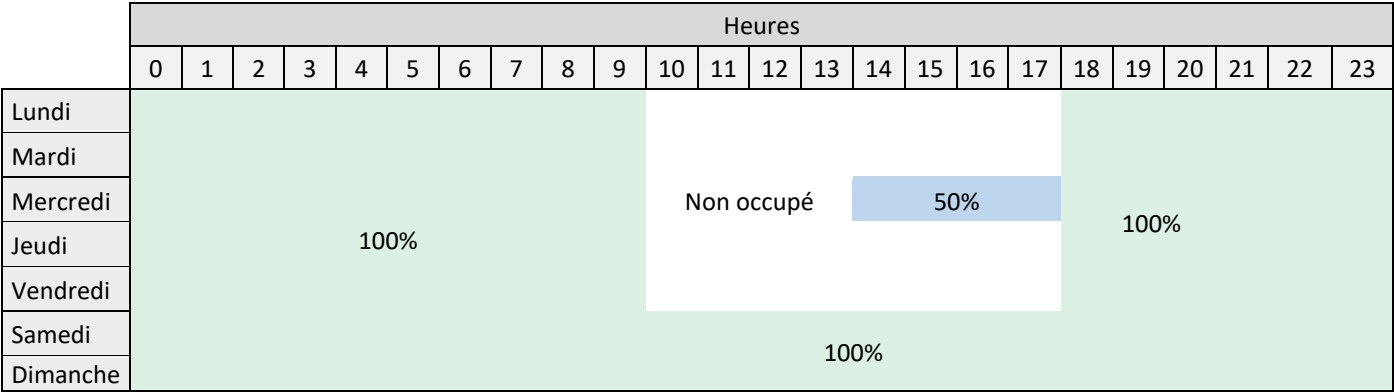 Heures
0 1 2 3 4 5 6 7 8 9 10 11 12 13 14 15 16 17 18 19 20 21 22 23
Lundi
Mardi
Mercredi Non occupé 50%
100%
Jeudi 100%
Vendredi
Samedi
100%
Dimanche